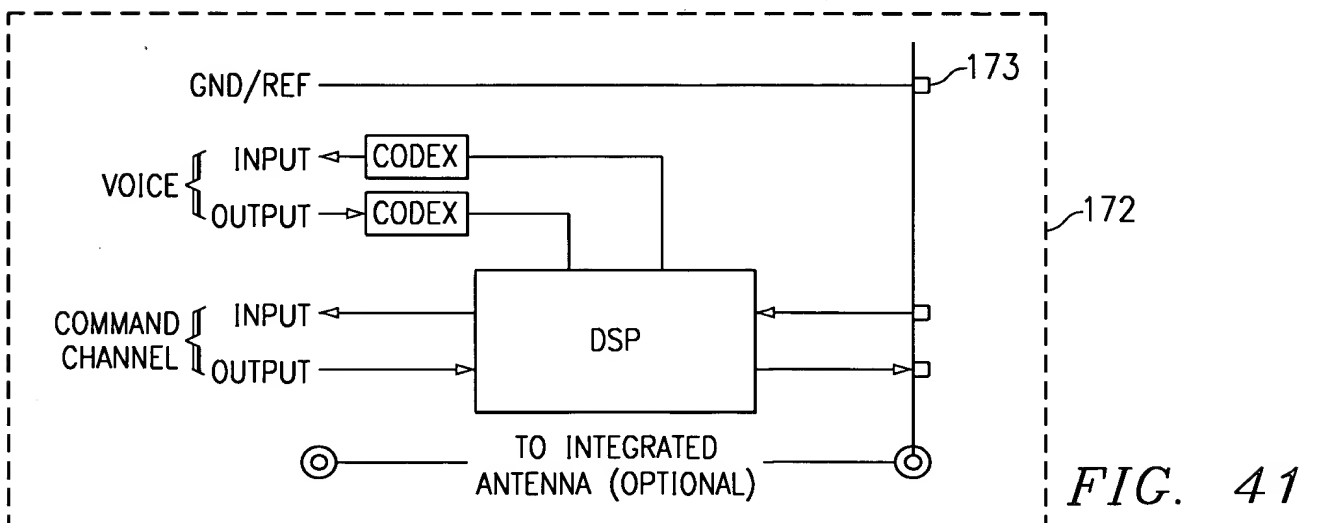 GND/REF
173
VOICE
INPUT
CODEX
OUTPUT
CODEX
172
COMMAND
CHANNEL
INPUT
OUTPUT
DSP
TO INTEGRATED
ANTENNA (OPTIONAL)
FIG. 41